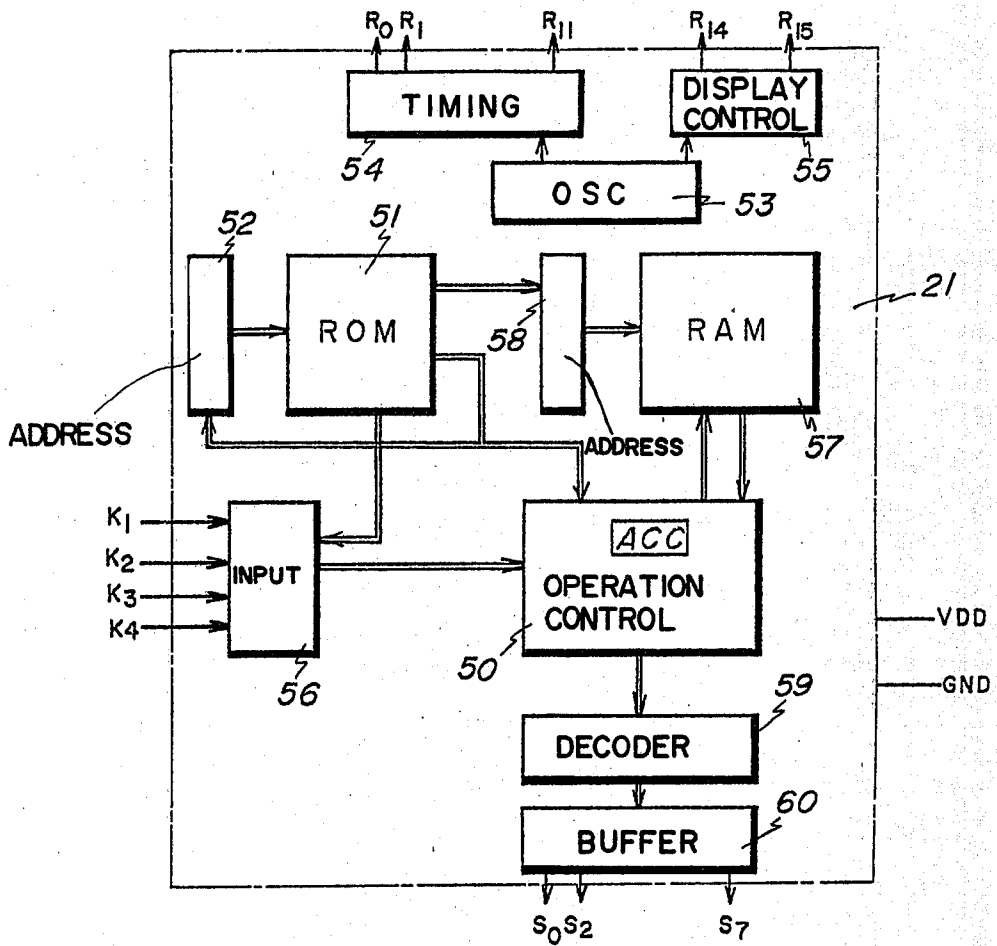 R0 R1 R11 R14 R15
TIMING
DISPLAY
CONTROL
54
55
OSC
53
52
51
21
ROM
58
RAM
ADDRESS
ADDRESS
57
K1
K2
K3
K4
INPUT
ACC
OPERATION
CONTROL
VDD
GND
56
50
59
DECODER
60
BUFFER
S0 S2 S7